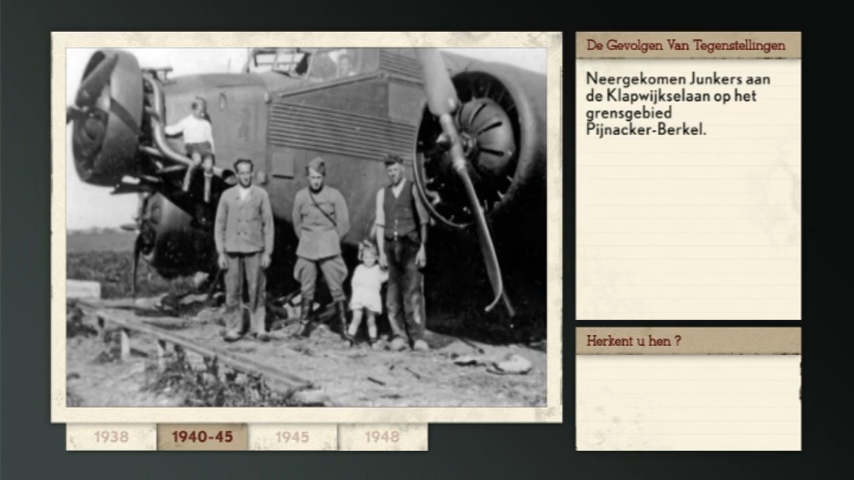 De Gevolgen Van Tegenstellingen
Neergekomen Junkers aan
de Klapwijkselaan op het
grensgebied
Pijnacker-Berkel.
Herkent u hen ?
1938
1940-45
1945
1948